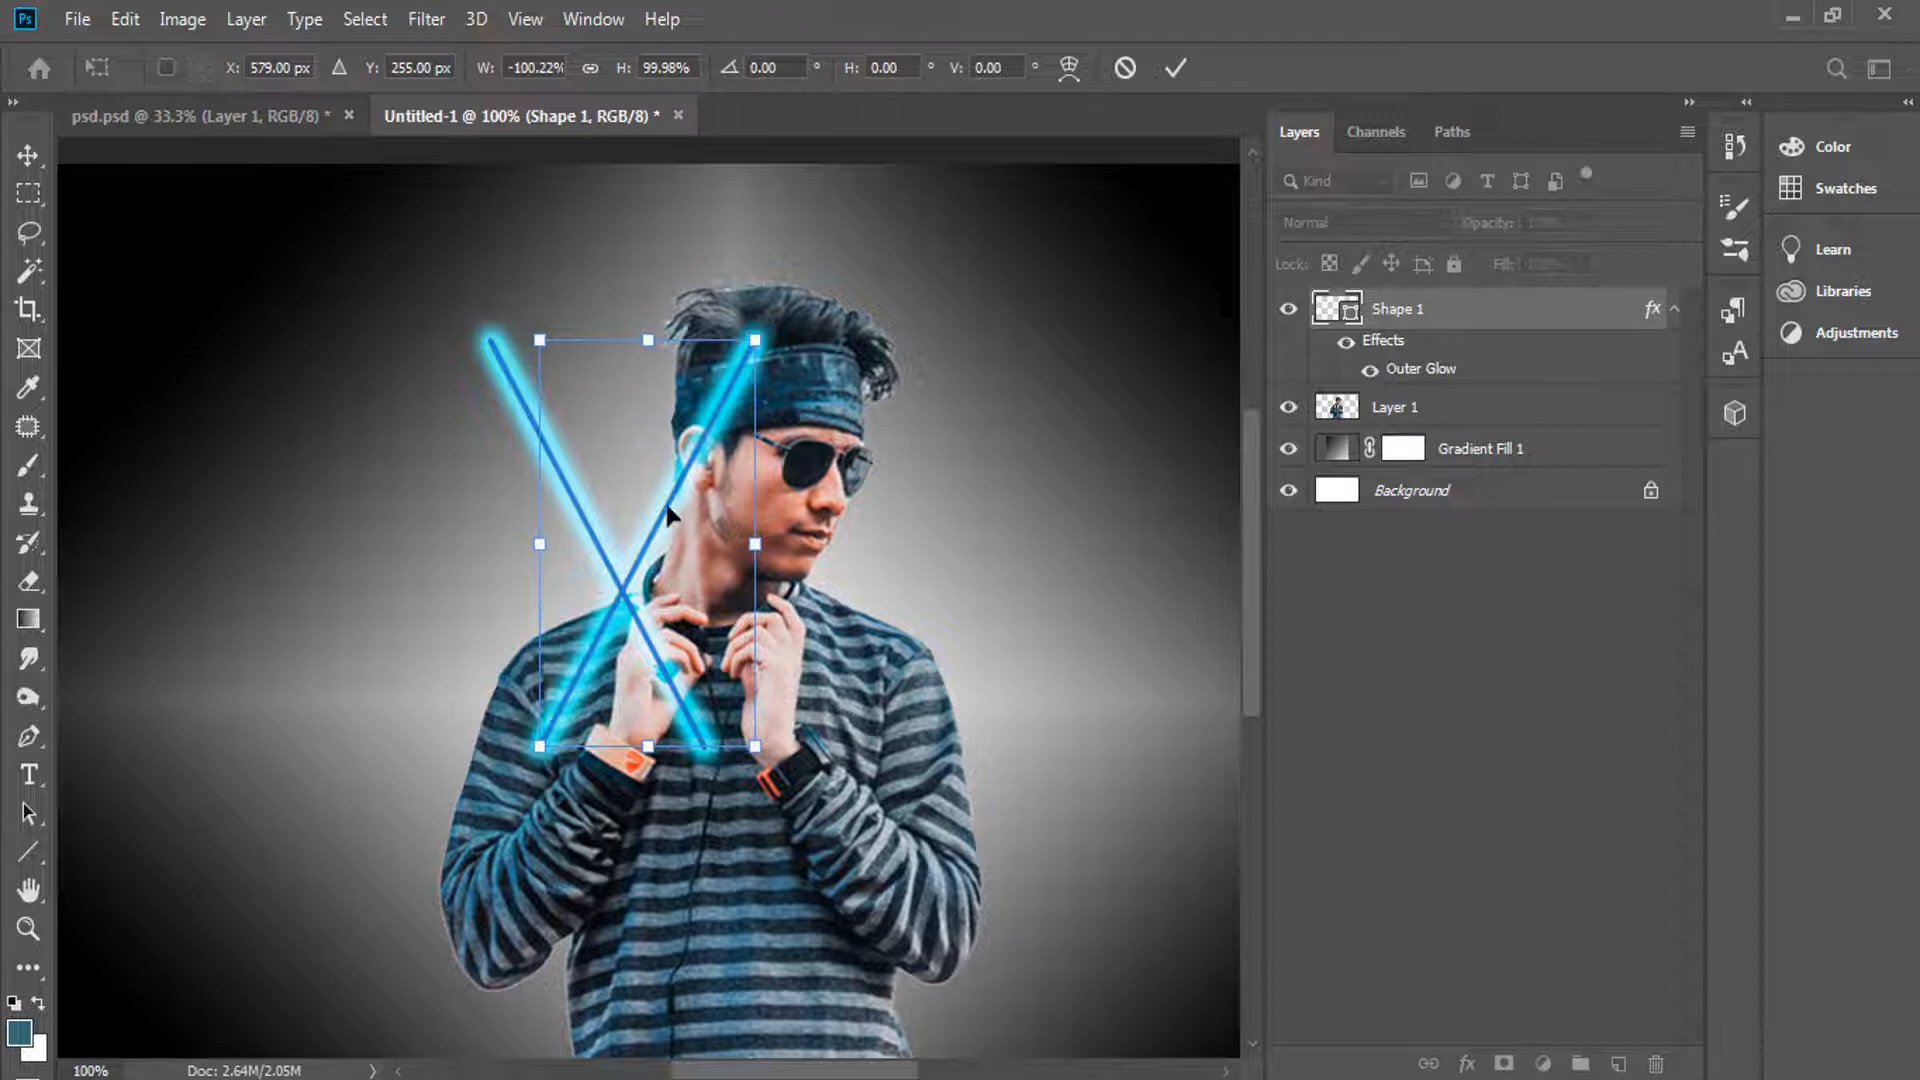 Ps File Edit Image Layer Type Select Filter 3D View Window Help
X: 579.00 px Y: 255.00 px W: -100.22% H: 99.98% 0.00 ° H: 0.00 ° V: 0.00 °
psd.psd @ 33.3% (Layer 1, RGB/8) * × Untitled-1 @ 100% (Shape 1, RGB/8) * ×
Layers Channels Paths
Kind
Normal Opacity: 100%
Lock: Fill: 100%
Shape 1 fx
Effects
Outer Glow
Layer 1
Gradient Fill 1
Background
Color
Swatches
Learn
Libraries
Adjustments
100% Doc: 2.64M/2.05M
fx